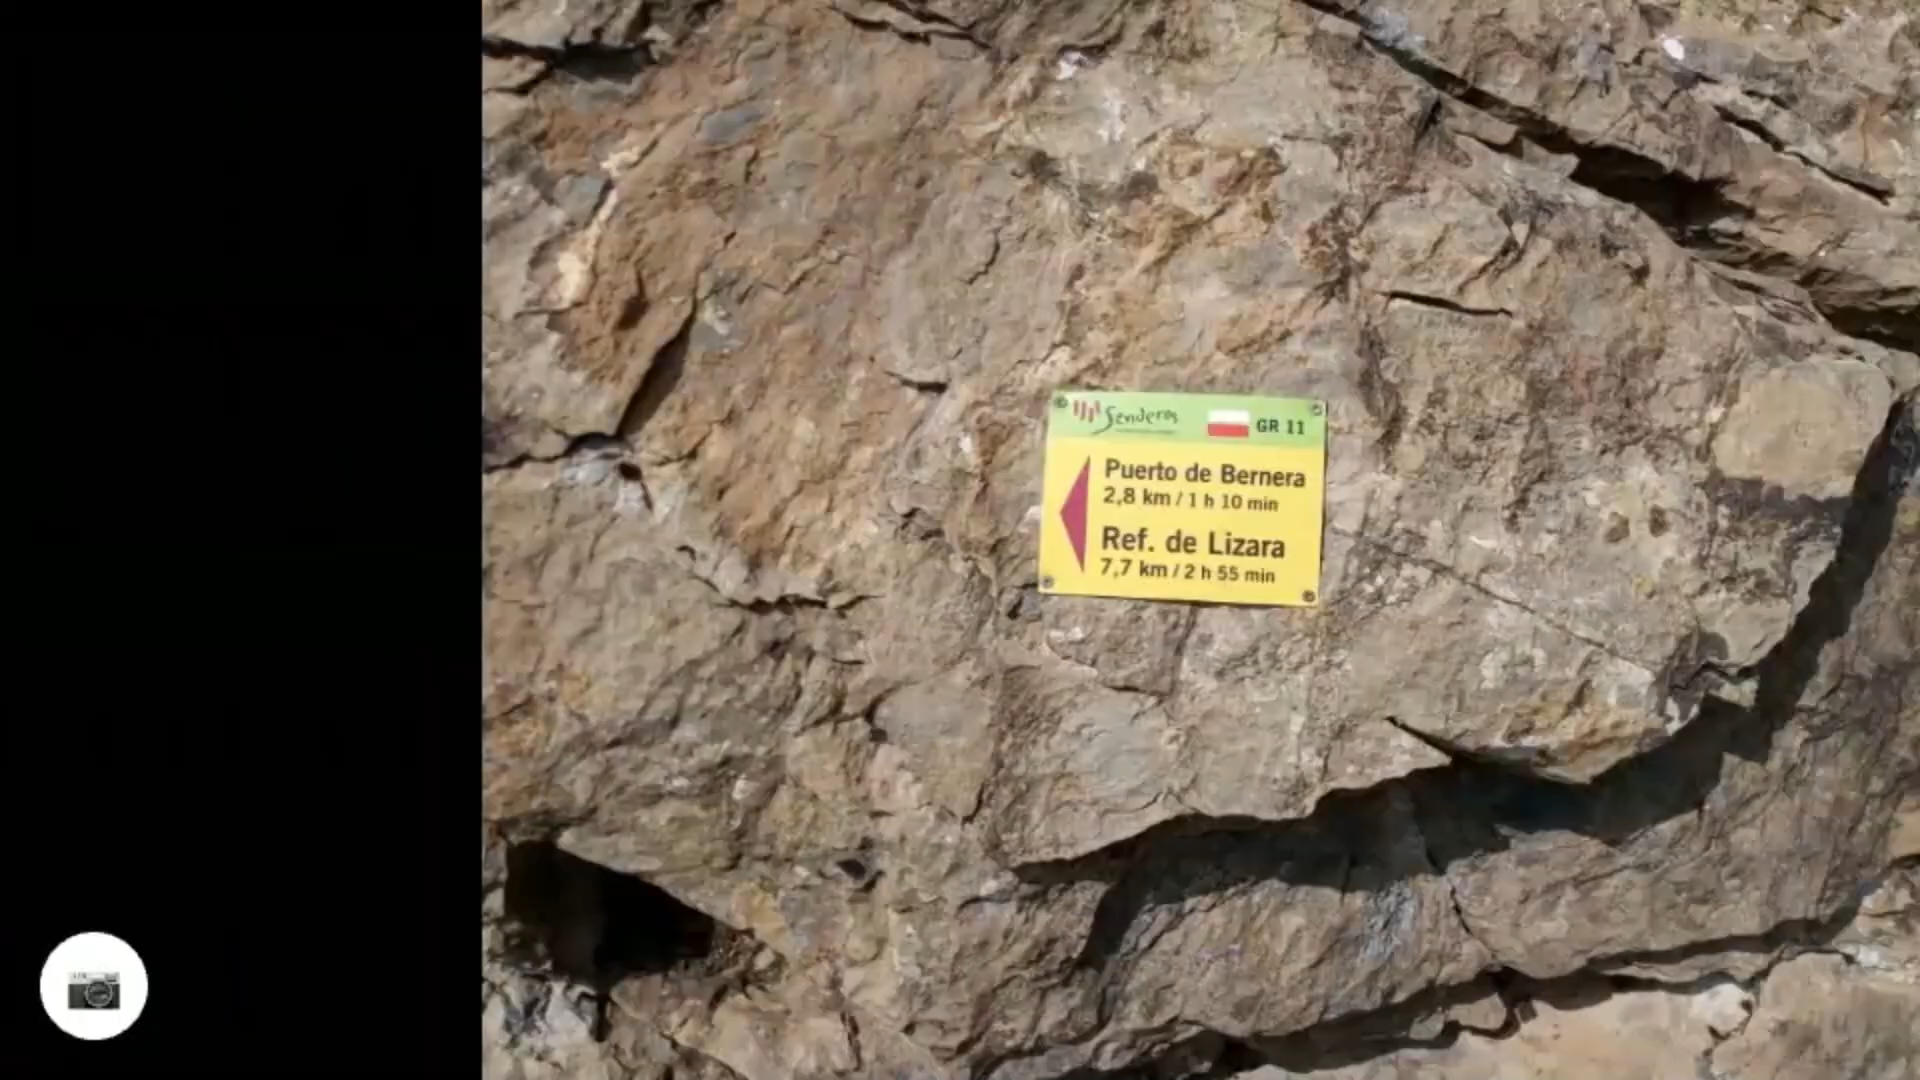 Senderos
GR 11
Puerto de Bernera
2,8 km / 1 h 10 min
Ref. de Lizara
7,7 km / 2 h 55 min